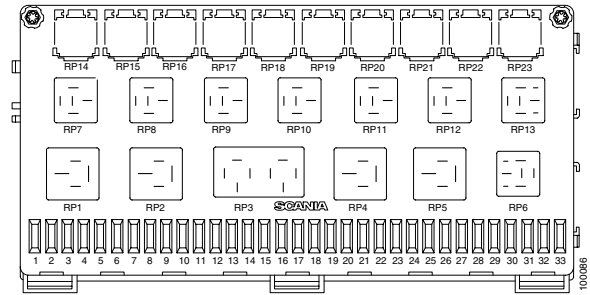 RP14 RP15 RP16 RP17 RP18 RP19 RP20 RP21 RP22 RP23
RP7 RP8 RP9 RP10 RP11 RP12 RP13
RP1 RP2 RP3 SCANIA RP4 RP5 RP6
1 2 3 4 5 6 7 8 9 10 11 12 13 14 15 16 17 18 19 20 21 22 23 24 25 26 27 28 29 30 31 32 33
100086